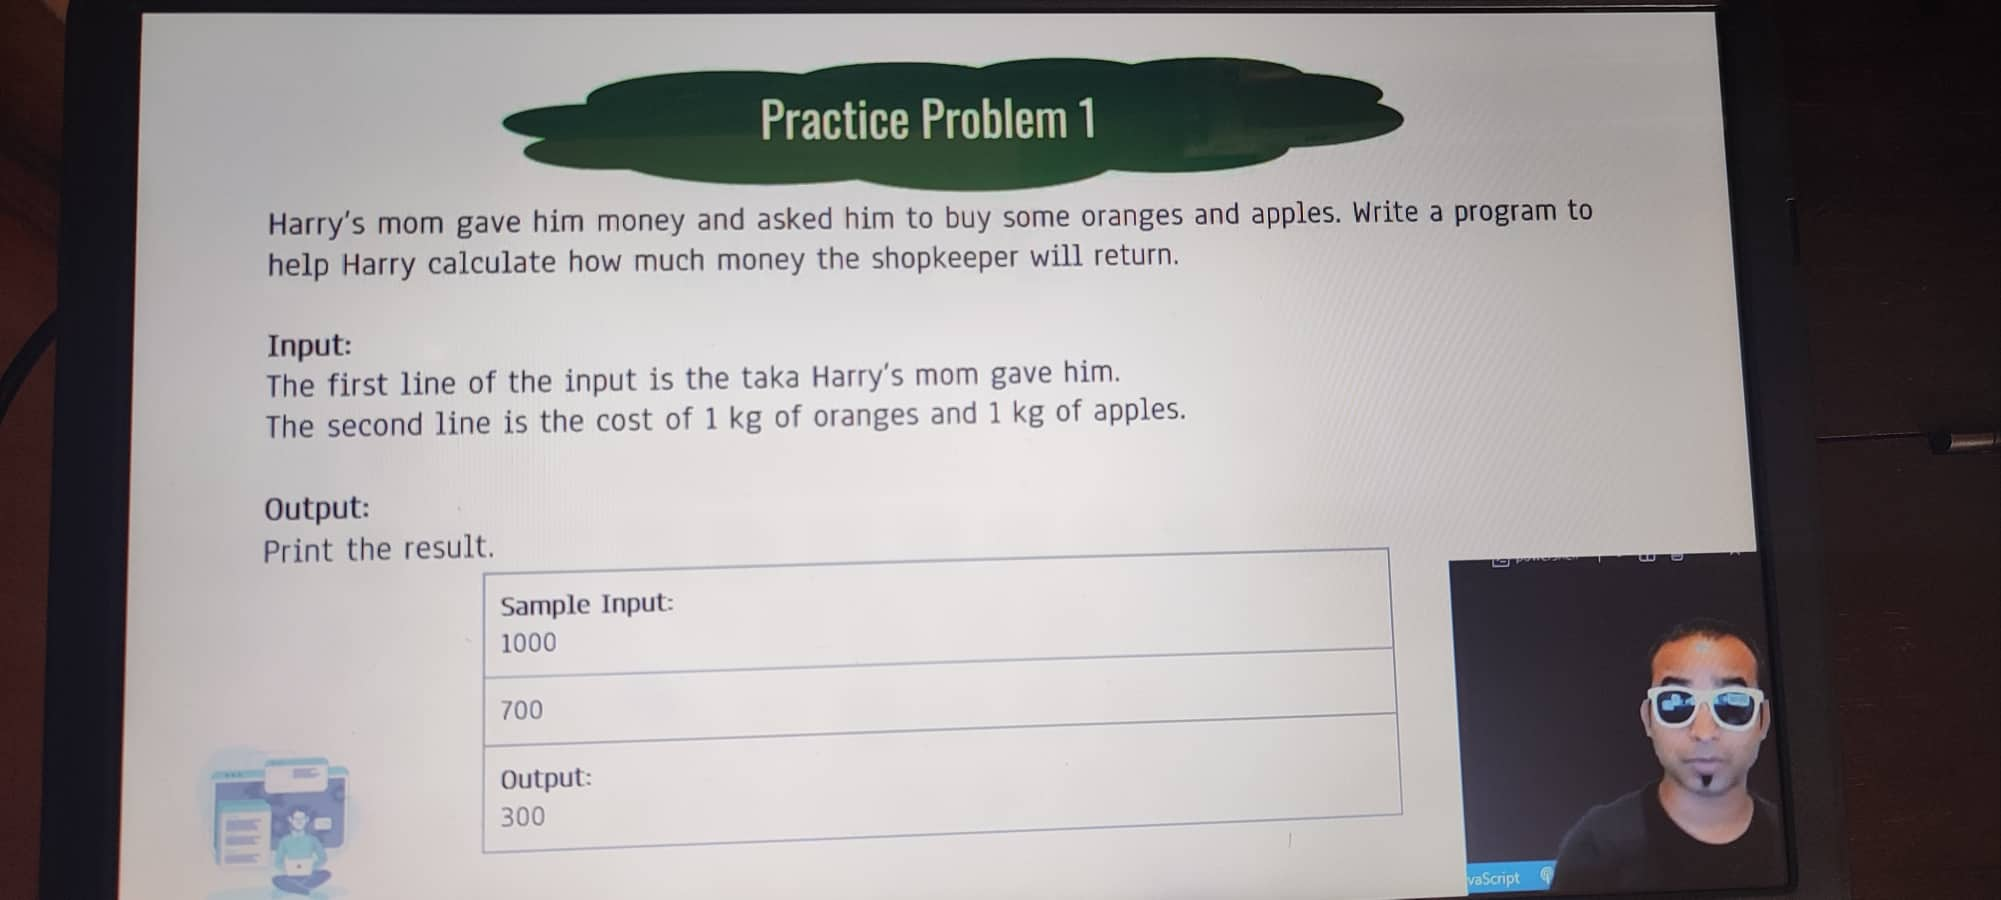 Practice Problem 1
Harry's mom gave him money and asked him to buy some oranges and apples. Write a program to
help Harry calculate how much money the shopkeeper will return.
Input:
The first line of the input is the taka Harry's mom gave him.
The second line is the cost of 1 kg of oranges and 1 kg of apples.
Output:
Print the result.
Sample Input:
1000
700
Output:
300
vaScript